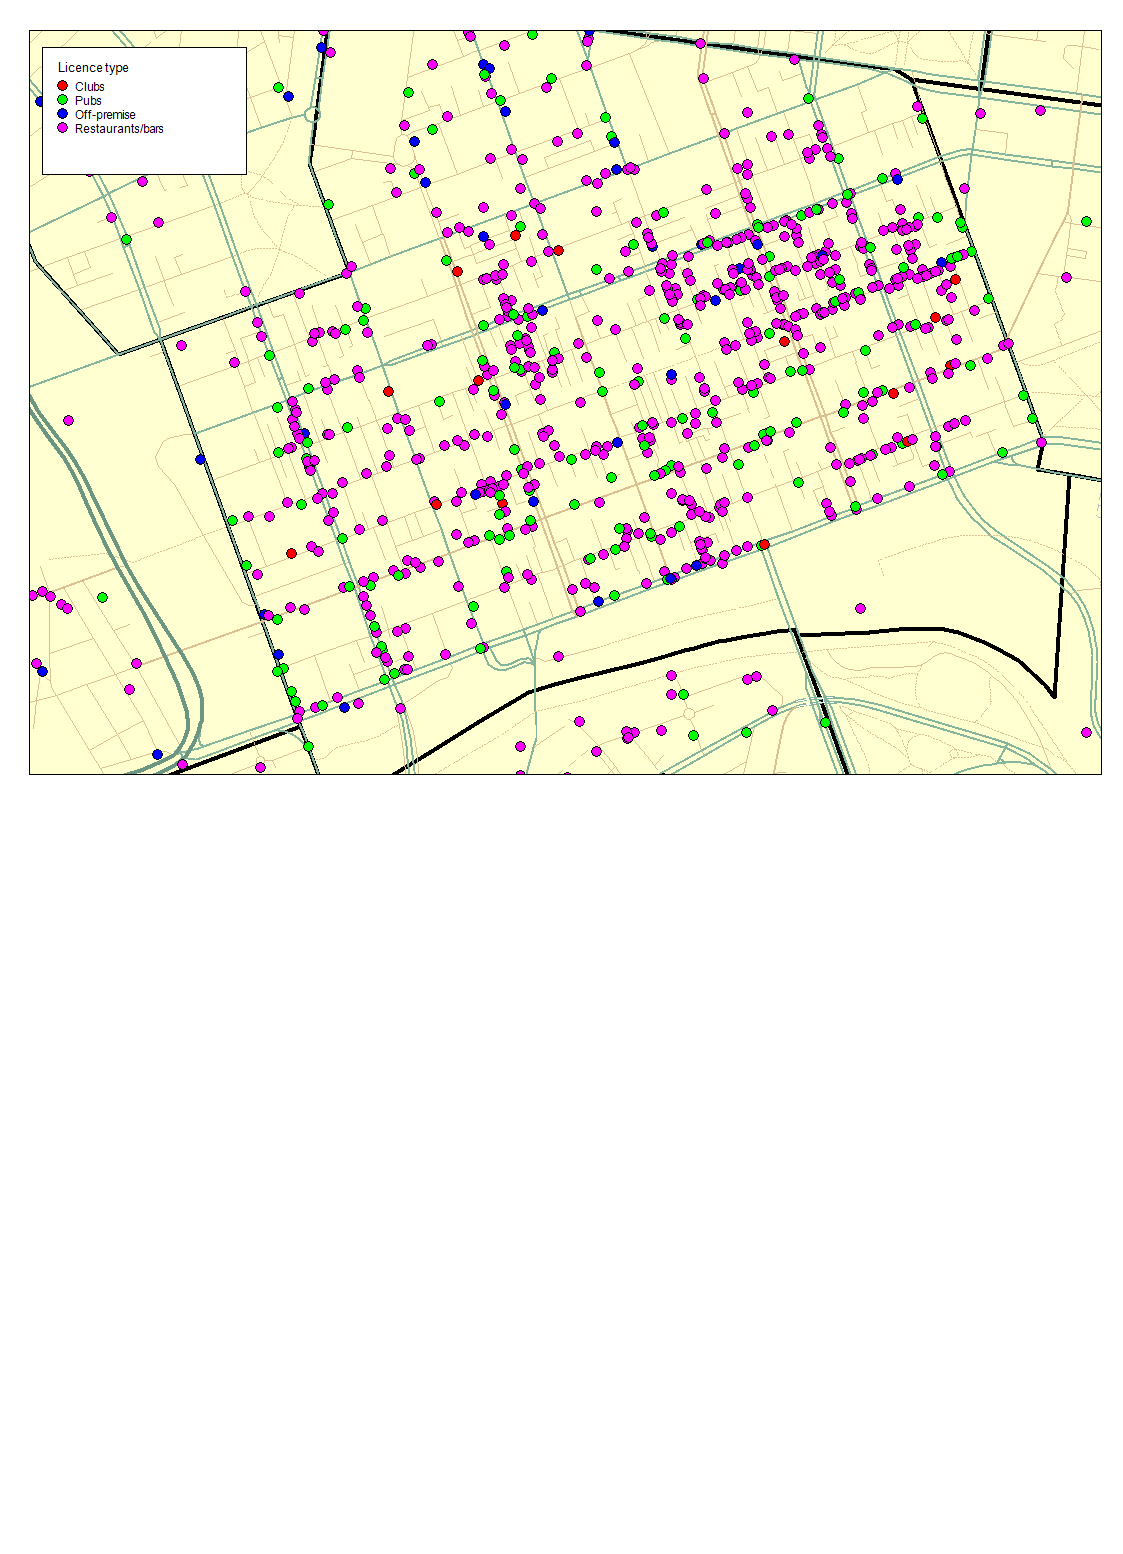 Licence type
Clubs
Pubs
Off-premise
Restaurants/bars